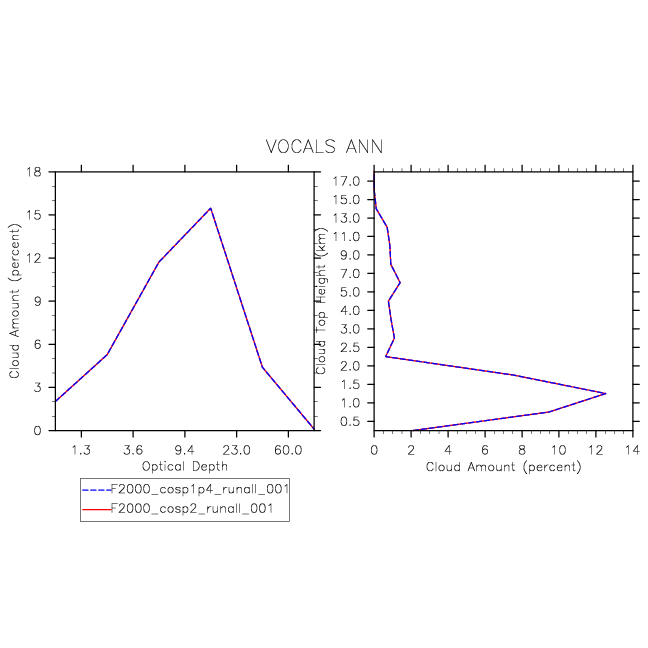 VOCALS ANN
18
15
12
9
6
3
0
Cloud Amount (percent)
1.3 3.6 9.4 23.0 60.0
Optical Depth
17.0
15.0
13.0
11.0
9.0
7.0
5.0
4.0
3.0
2.5
2.0
1.5
1.0
0.5
Cloud Top Height (km)
0 2 4 6 8 10 12 14
Cloud Amount (percent)
F2000_cosp1p4_runall_001
F2000_cosp2_runall_001